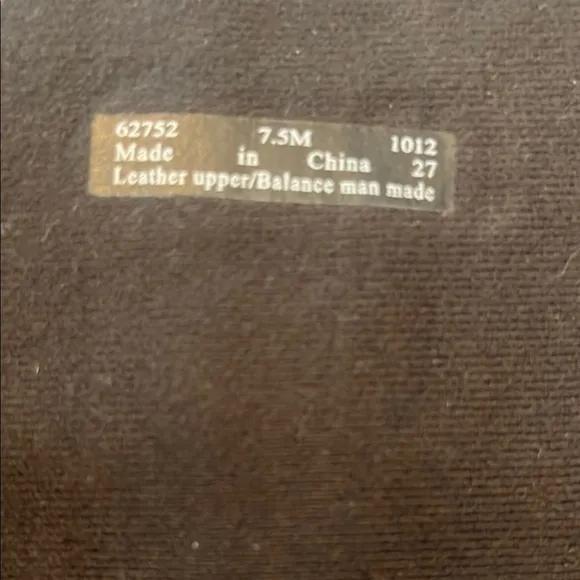 62752 7.5M 1012
Made in China 27
Leather upper/Balance man made